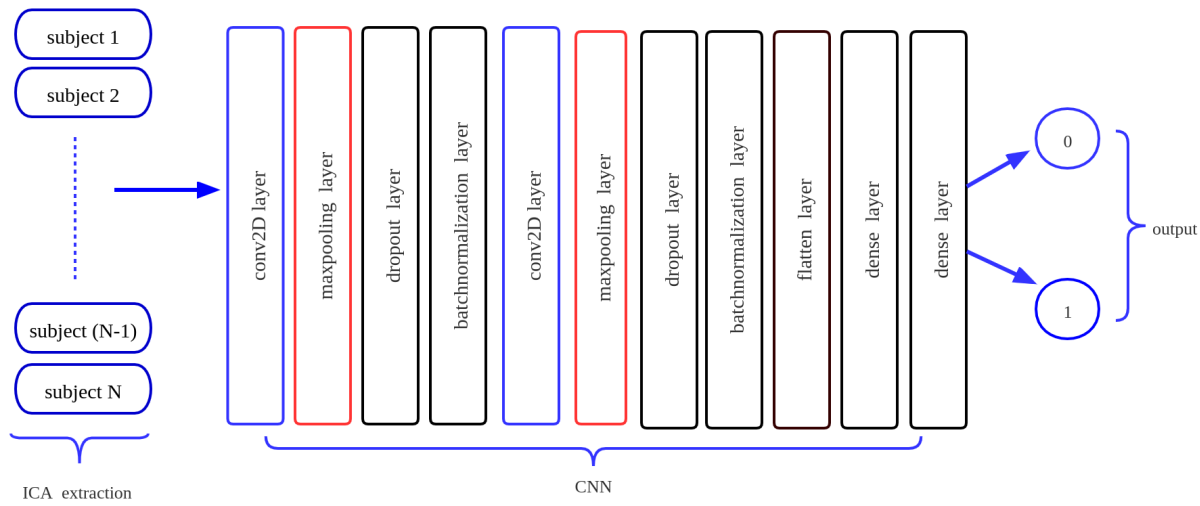 subject 1
subject 2
subject (N-1)
subject N
ICA extraction
conv2D layer
maxpooling layer
dropout layer
batchnormalization layer
conv2D layer
maxpooling layer
dropout layer
batchnormalization layer
flatten layer
dense layer
dense layer
CNN
0
1
output